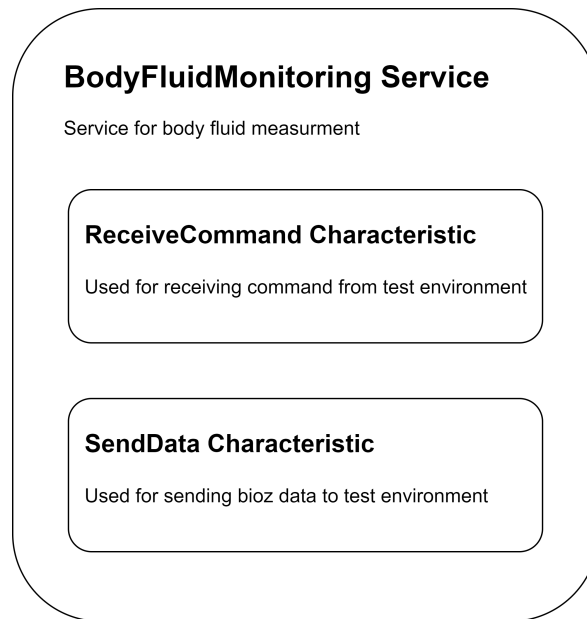 BodyFluidMonitoring Service
Service for body fluid measurment
ReceiveCommand Characteristic
Used for receiving command from test environment
SendData Characteristic
Used for sending bioz data to test environment